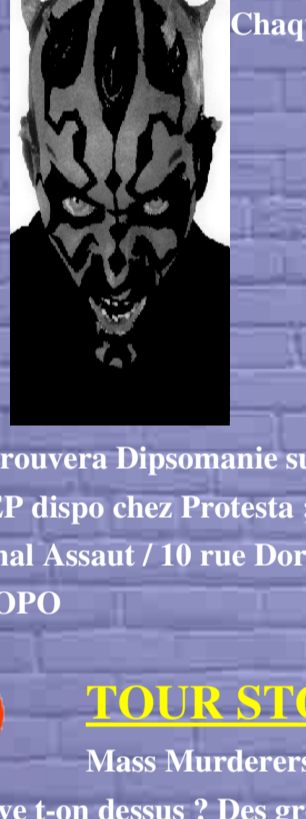 Chaq
rouvera Dipsomanie su
EP dispo chez Protesta
nal Assaut / 10 rue Dor
OPO
TOUR STO
Mass Murderers
ve t-on dessus ? Des gr